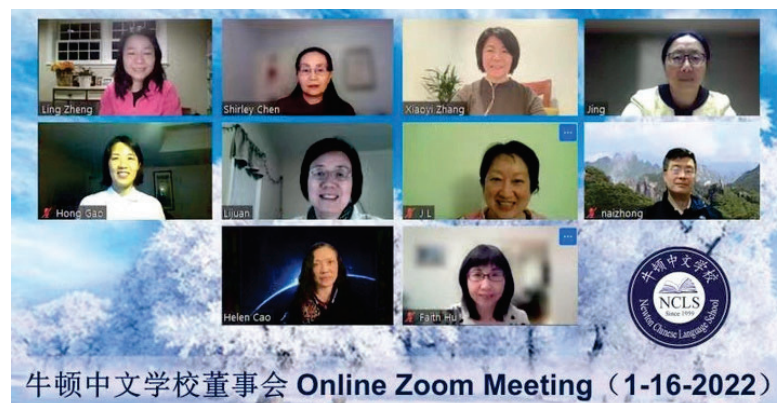 Ling Zheng
Shirley Chen
Xiaoyi Zhang
Jing
Hong Gao
Lijuan
J L
naizhong
Helen Cao
Faith Hu
牛顿中文学校
NCLS
Since 1959
Newton Chinese Language School
牛顿中文学校董事会 Online Zoom Meeting（1-16-2022）